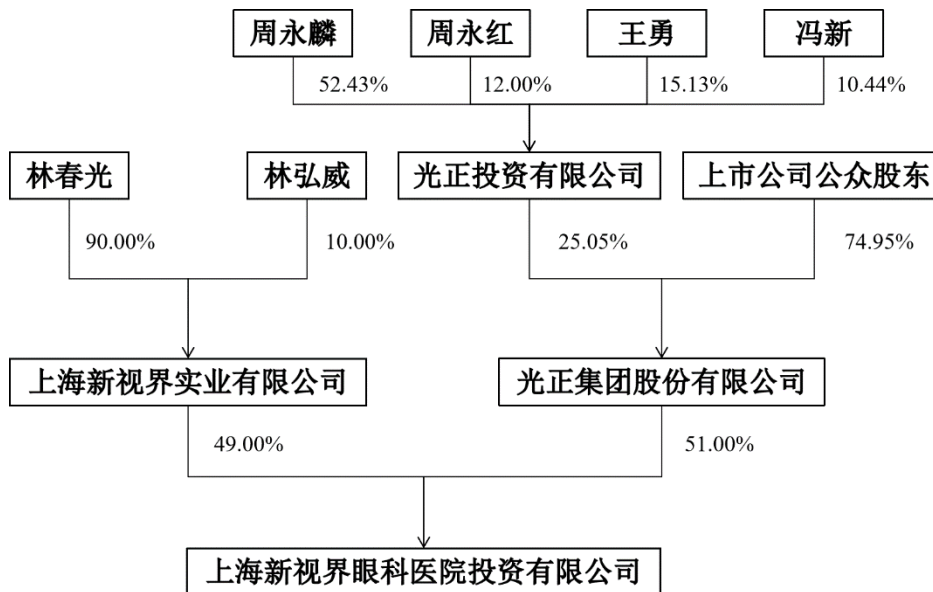 周永麟
周永红
王勇
冯新
52.43%
12.00%
15.13%
10.44%
林春光
林弘威
光正投资有限公司
上市公司公众股东
90.00%
10.00%
25.05%
74.95%
上海新视界实业有限公司
光正集团股份有限公司
49.00%
51.00%
上海新视界眼科医院投资有限公司